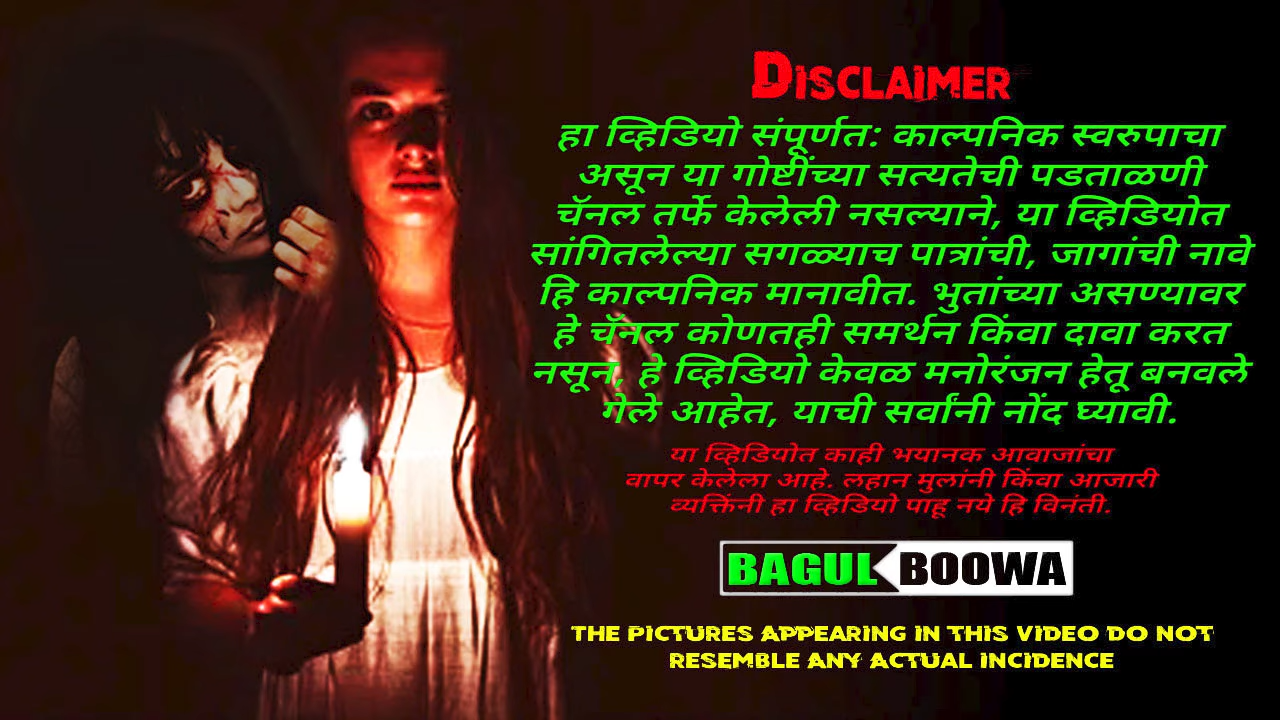 DISCLAIMER
हा व्हिडियो संपूर्णत: काल्पनिक स्वरुपाचा
असून या गोष्टींच्या सत्यतेची पडताळणी
चॅनल तर्फे केलेली नसल्याने, या व्हिडियोत
सांगितलेल्या सगळ्याच पात्रांची, जागांची नावे
हि काल्पनिक मानावीत. भुतांच्या असण्यावर
हे चॅनल कोणतही समर्थन किंवा दावा करत
नसून, हे व्हिडियो केवळ मनोरंजन हेतू बनवले
गेले आहेत, याची सर्वांनी नोंद घ्यावी.
या व्हिडियोत काही भयानक आवाजांचा
वापर केलेला आहे. लहान मुलांनी किंवा आजारी
व्यक्तिंनी हा व्हिडियो पाहू नये हि विनंती.
BAGUL BOOWA
THE PICTURES APPEARING IN THIS VIDEO DO NOT
RESEMBLE ANY ACTUAL INCIDENCE